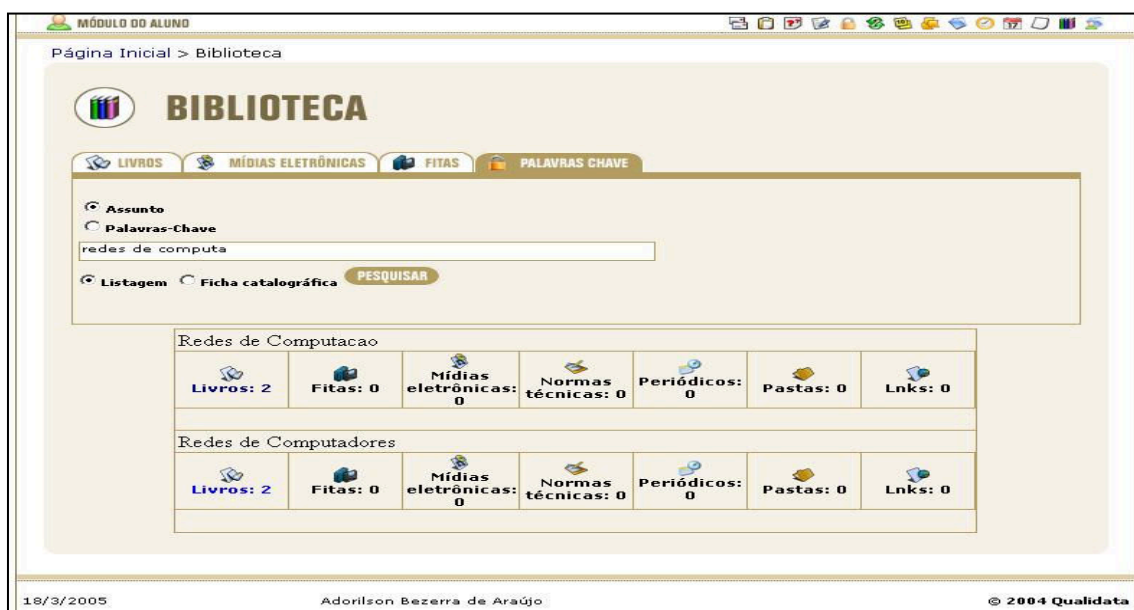 MÓDULO DO ALUNO
17
Página Inicial > Biblioteca
BIBLIOTECA
LIVROS MÍDIAS ELETRÔNICAS FITAS PALAVRAS CHAVE
Assunto
Palavras-Chave
redes de computa
Listagem Ficha catalográfica PESQUISAR
Redes de Computacao
Livros: 2 Fitas: 0 Mídias eletrônicas: 0 Normas técnicas: 0 Periódicos: 0 Pastas: 0 Lnks: 0
Redes de Computadores
Livros: 2 Fitas: 0 Mídias eletrônicas: 0 Normas técnicas: 0 Periódicos: 0 Pastas: 0 Lnks: 0
18/3/2005 Adorilson Bezerra de Araújo © 2004 Qualidata